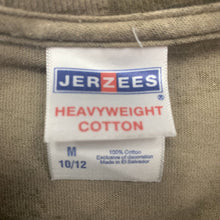 JERZEES
HEAVYWEIGHT
COTTON
M
10/12
100% Cotton
Exclusive of decoration
Made in El Salvador